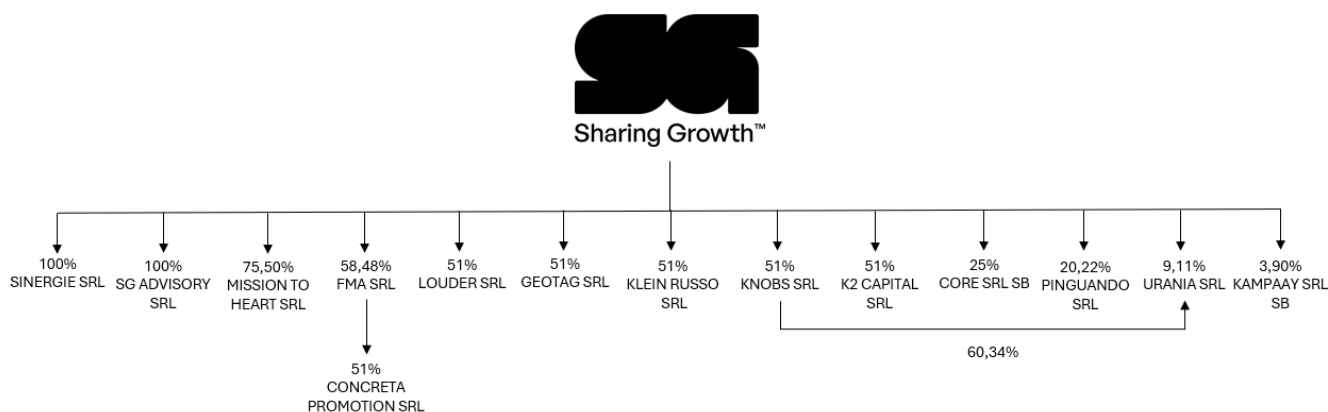 SG
Sharing Growth™
100%
SINERGIE SRL
100%
SG ADVISORY
SRL
75,50%
MISSION TO
HEART SRL
58,48%
FMA SRL
51%
LOUDER SRL
51%
GEOTAG SRL
51%
KLEIN RUSSO
SRL
51%
KNOBS SRL
51%
K2 CAPITAL
SRL
25%
CORE SRL SB
20,22%
PINGUANDO
SRL
9,11%
URANIA SRL
3,90%
KAMPAAY SRL
SB
60,34%
51%
CONCRETA
PROMOTION SRL